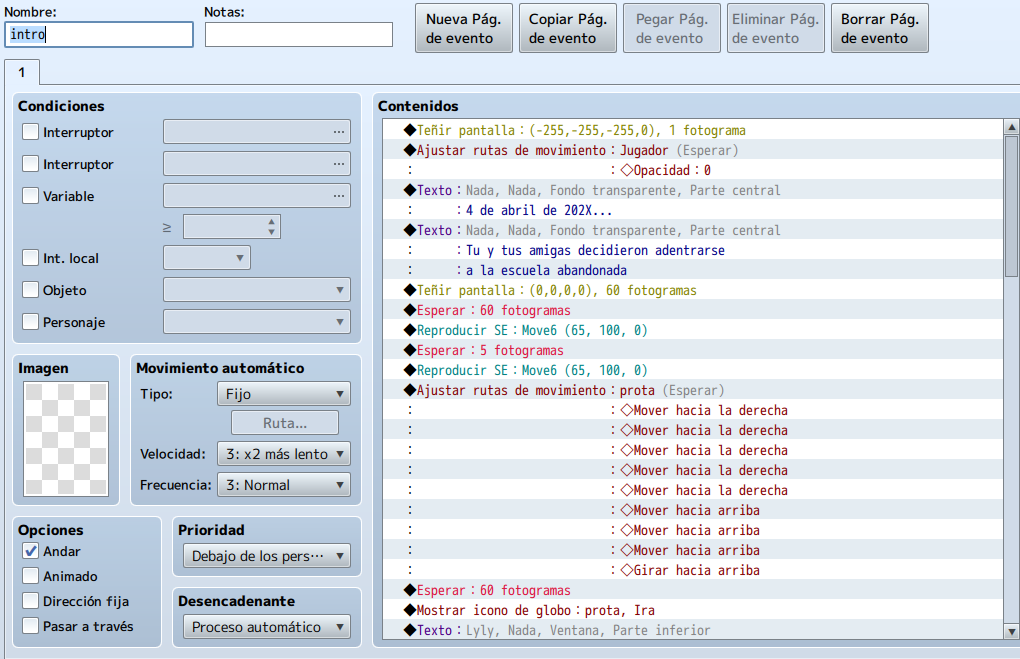 Nombre:
intro
Notas:
Nueva Pág. de evento
Copiar Pág. de evento
Pegar Pág. de evento
Eliminar Pág. de evento
Borrar Pág. de evento
1
Condiciones
Interruptor ...
Interruptor ...
Variable ...
≥
Int. local
Objeto
Personaje
Imagen
Movimiento automático
Tipo: Fijo
Ruta...
Velocidad: 3: x2 más lento
Frecuencia: 3: Normal
Opciones
Andar
Animado
Dirección fija
Pasar a través
Prioridad
Debajo de los pers···
Desencadenante
Proceso automático
Contenidos
◆Teñir pantalla：(-255,-255,-255,0), 1 fotograma
◆Ajustar rutas de movimiento：Jugador (Esperar)
：　：◇Opacidad：0
◆Texto：Nada, Nada, Fondo transparente, Parte central
：　：4 de abril de 202X...
◆Texto：Nada, Nada, Fondo transparente, Parte central
：　：Tu y tus amigas decidieron adentrarse
：　：a la escuela abandonada
◆Teñir pantalla：(0,0,0,0), 60 fotogramas
◆Esperar：60 fotogramas
◆Reproducir SE：Move6 (65, 100, 0)
◆Esperar：5 fotogramas
◆Reproducir SE：Move6 (65, 100, 0)
◆Ajustar rutas de movimiento：prota (Esperar)
：　：◇Mover hacia la derecha
：　：◇Mover hacia la derecha
：　：◇Mover hacia la derecha
：　：◇Mover hacia la derecha
：　：◇Mover hacia la derecha
：　：◇Mover hacia arriba
：　：◇Mover hacia arriba
：　：◇Mover hacia arriba
：　：◇Girar hacia arriba
◆Esperar：60 fotogramas
◆Mostrar icono de globo：prota, Ira
◆Texto：Lyly, Nada, Ventana, Parte inferior